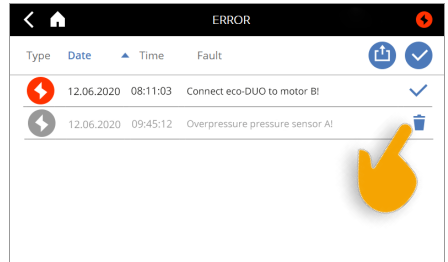 ERROR
Type Date Time Fault
12.06.2020 08:11:03 Connect eco-DUO to motor B!
12.06.2020 09:45:12 Overpressure pressure sensor A!